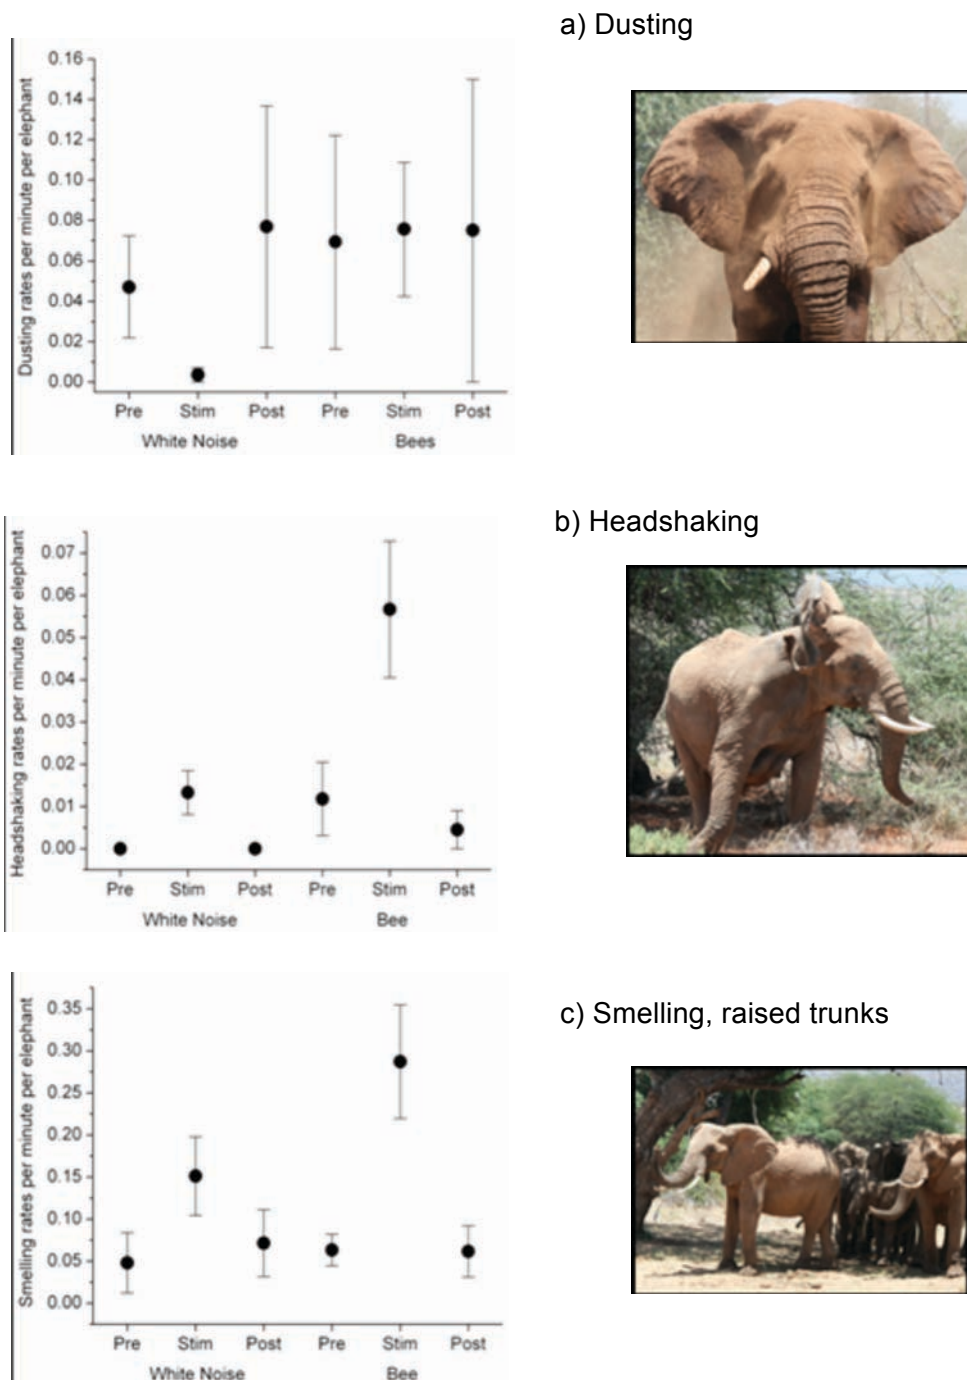 a) Dusting
Dusting rates per minute per elephant
0.16
0.14
0.12
0.10
0.08
0.06
0.04
0.02
0.00
Pre Stim Post Pre Stim Post
White Noise Bees
b) Headshaking
Headshaking rates per minute per elephant
0.07
0.06
0.05
0.04
0.03
0.02
0.01
0.00
Pre Stim Post Pre Stim Post
White Noise Bee
c) Smelling, raised trunks
Smelling rates per minute per elephant
0.35
0.30
0.25
0.20
0.15
0.10
0.05
0.00
Pre Stim Post Pre Stim Post
White Noise Bee